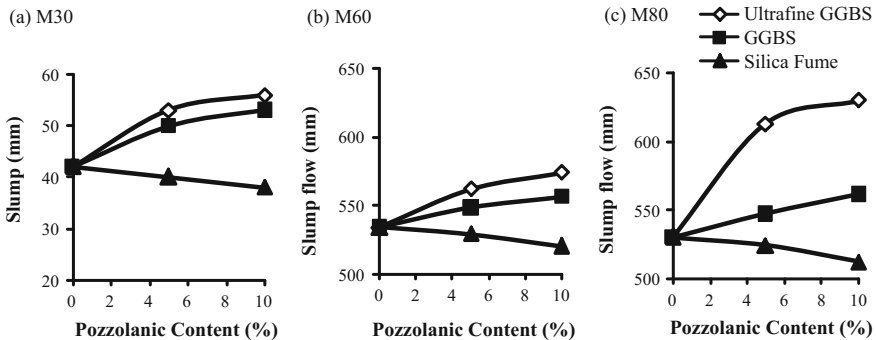 (a) M30
60
50
40
30
20
Slump (mm)
0 2 4 6 8 10
Pozzolanic Content (%)
(b) M60
650
600
550
500
Slump flow (mm)
0 2 4 6 8 10
Pozzolanic Content (%)
(c) M80
Ultrafine GGBS
GGBS
Silica Fume
650
600
550
500
Slump flow (mm)
0 2 4 6 8 10
Pozzolanic Content (%)